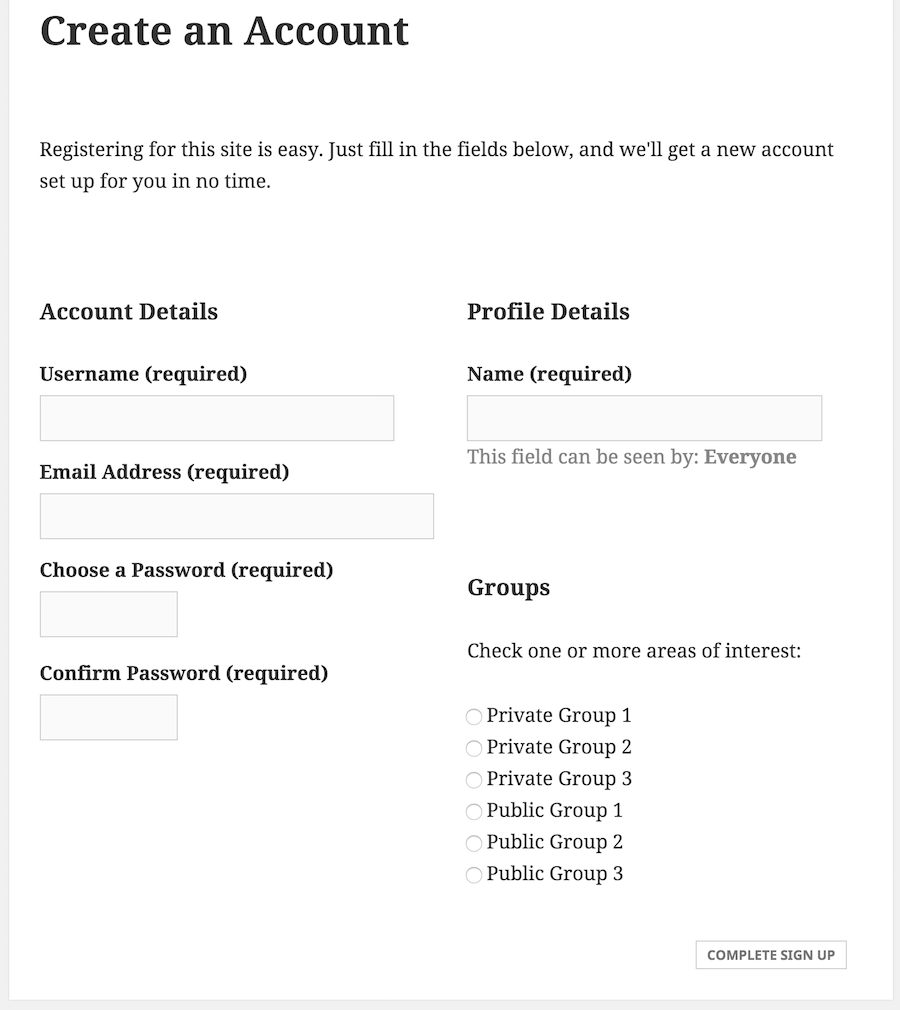 Create an Account
Registering for this site is easy. Just fill in the fields below, and we'll get a new account
set up for you in no time.
Account Details
Username (required)
Email Address (required)
Choose a Password (required)
Confirm Password (required)
Profile Details
Name (required)
This field can be seen by: Everyone
Groups
Check one or more areas of interest:
Private Group 1
Private Group 2
Private Group 3
Public Group 1
Public Group 2
Public Group 3
COMPLETE SIGN UP